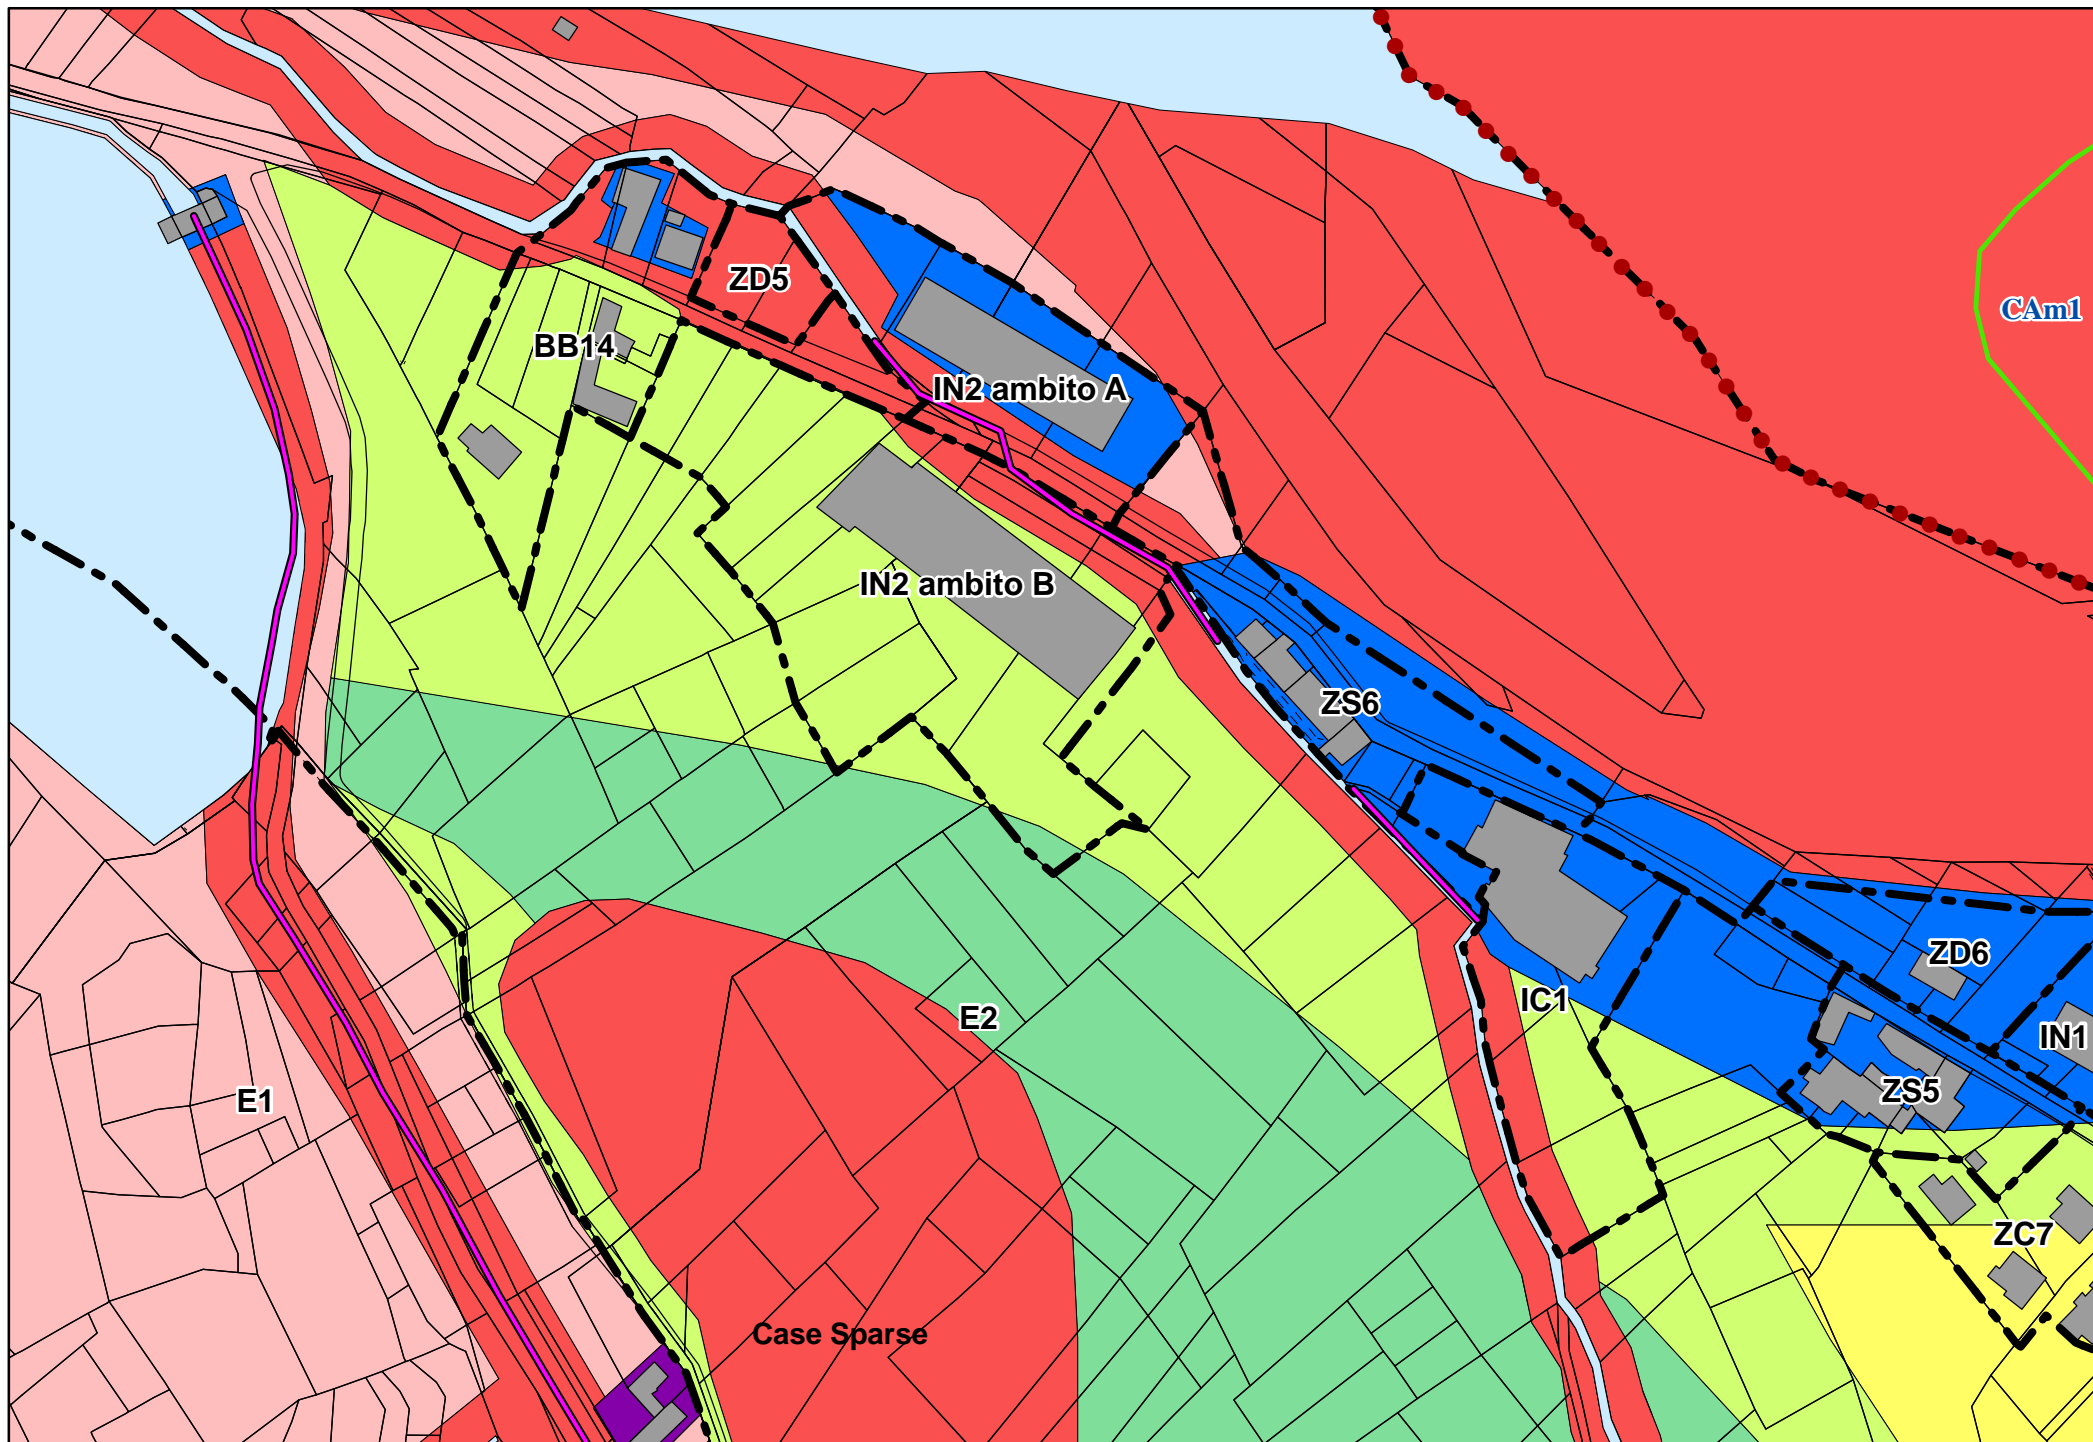 ZD5
CAm1
BB14
IN2 ambito A
IN2 ambito B
ZS6
ZD6
IC1
E2
IN1
ZS5
E1
ZC7
Case Sparse